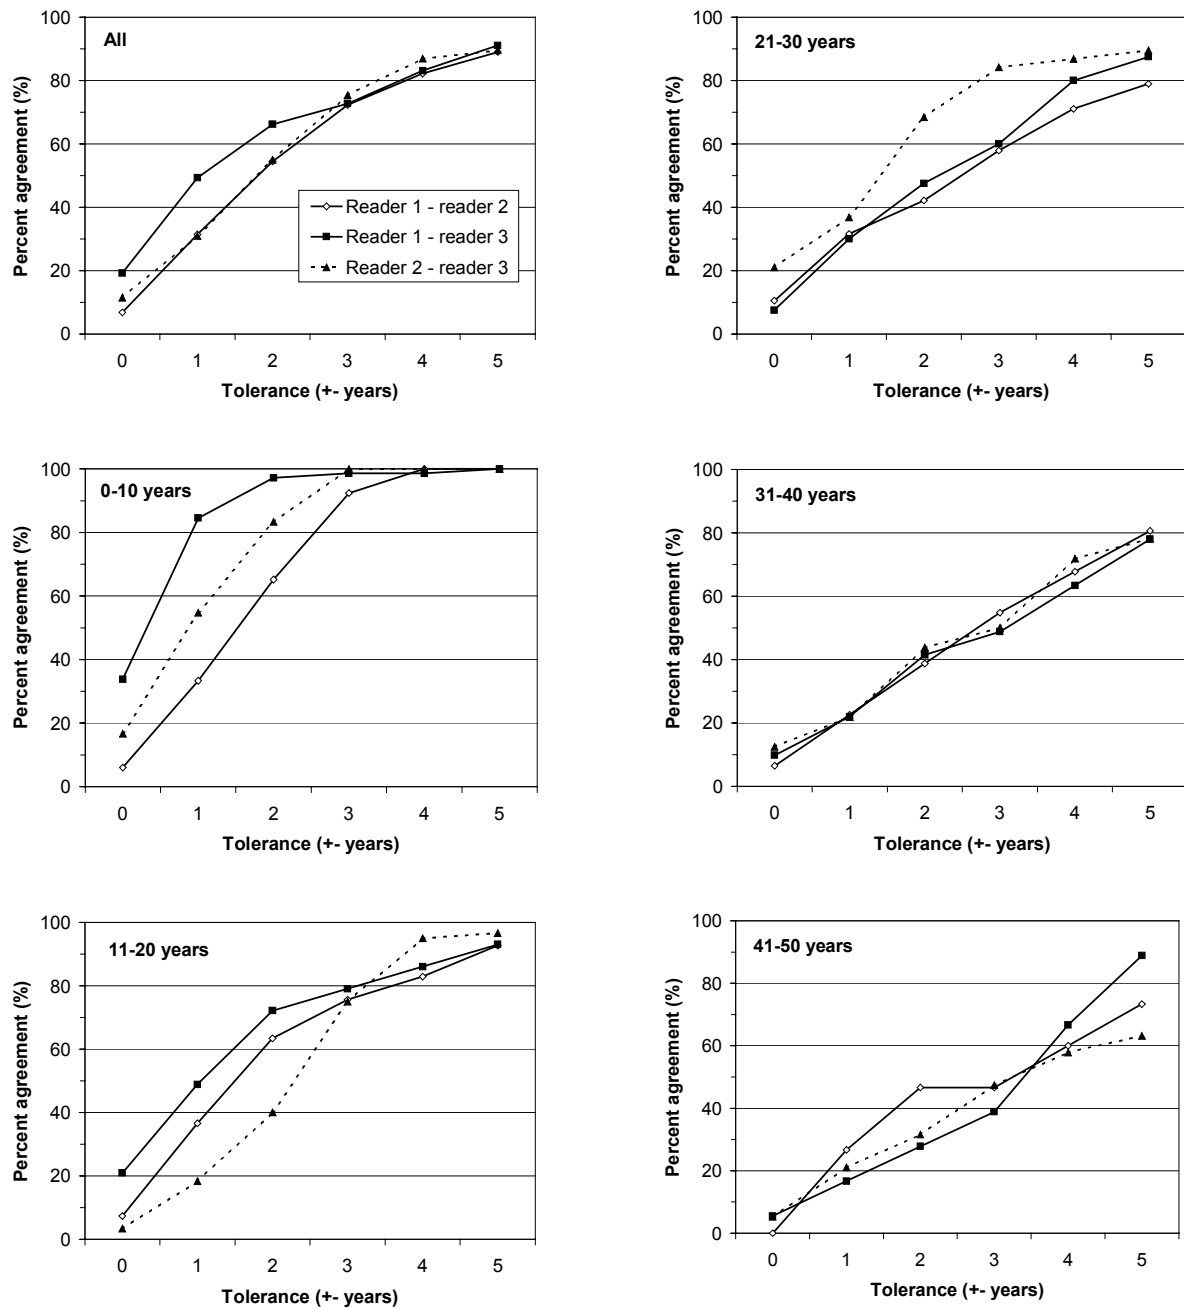 All
Percent agreement (%)
100
80
60
40
20
0
Reader 1 - reader 2
Reader 1 - reader 3
Reader 2 - reader 3
0 1 2 3 4 5
Tolerance (+- years)
21-30 years
Percent agreement (%)
100
80
60
40
20
0
0 1 2 3 4 5
Tolerance (+- years)
0-10 years
Percent agreement (%)
100
80
60
40
20
0
0 1 2 3 4 5
Tolerance (+- years)
31-40 years
Percent agreement (%)
100
80
60
40
20
0
0 1 2 3 4 5
Tolerance (+- years)
11-20 years
Percent agreement (%)
100
80
60
40
20
0
0 1 2 3 4 5
Tolerance (+- years)
41-50 years
Percent agreement (%)
100
80
60
40
20
0
0 1 2 3 4 5
Tolerance (+- years)